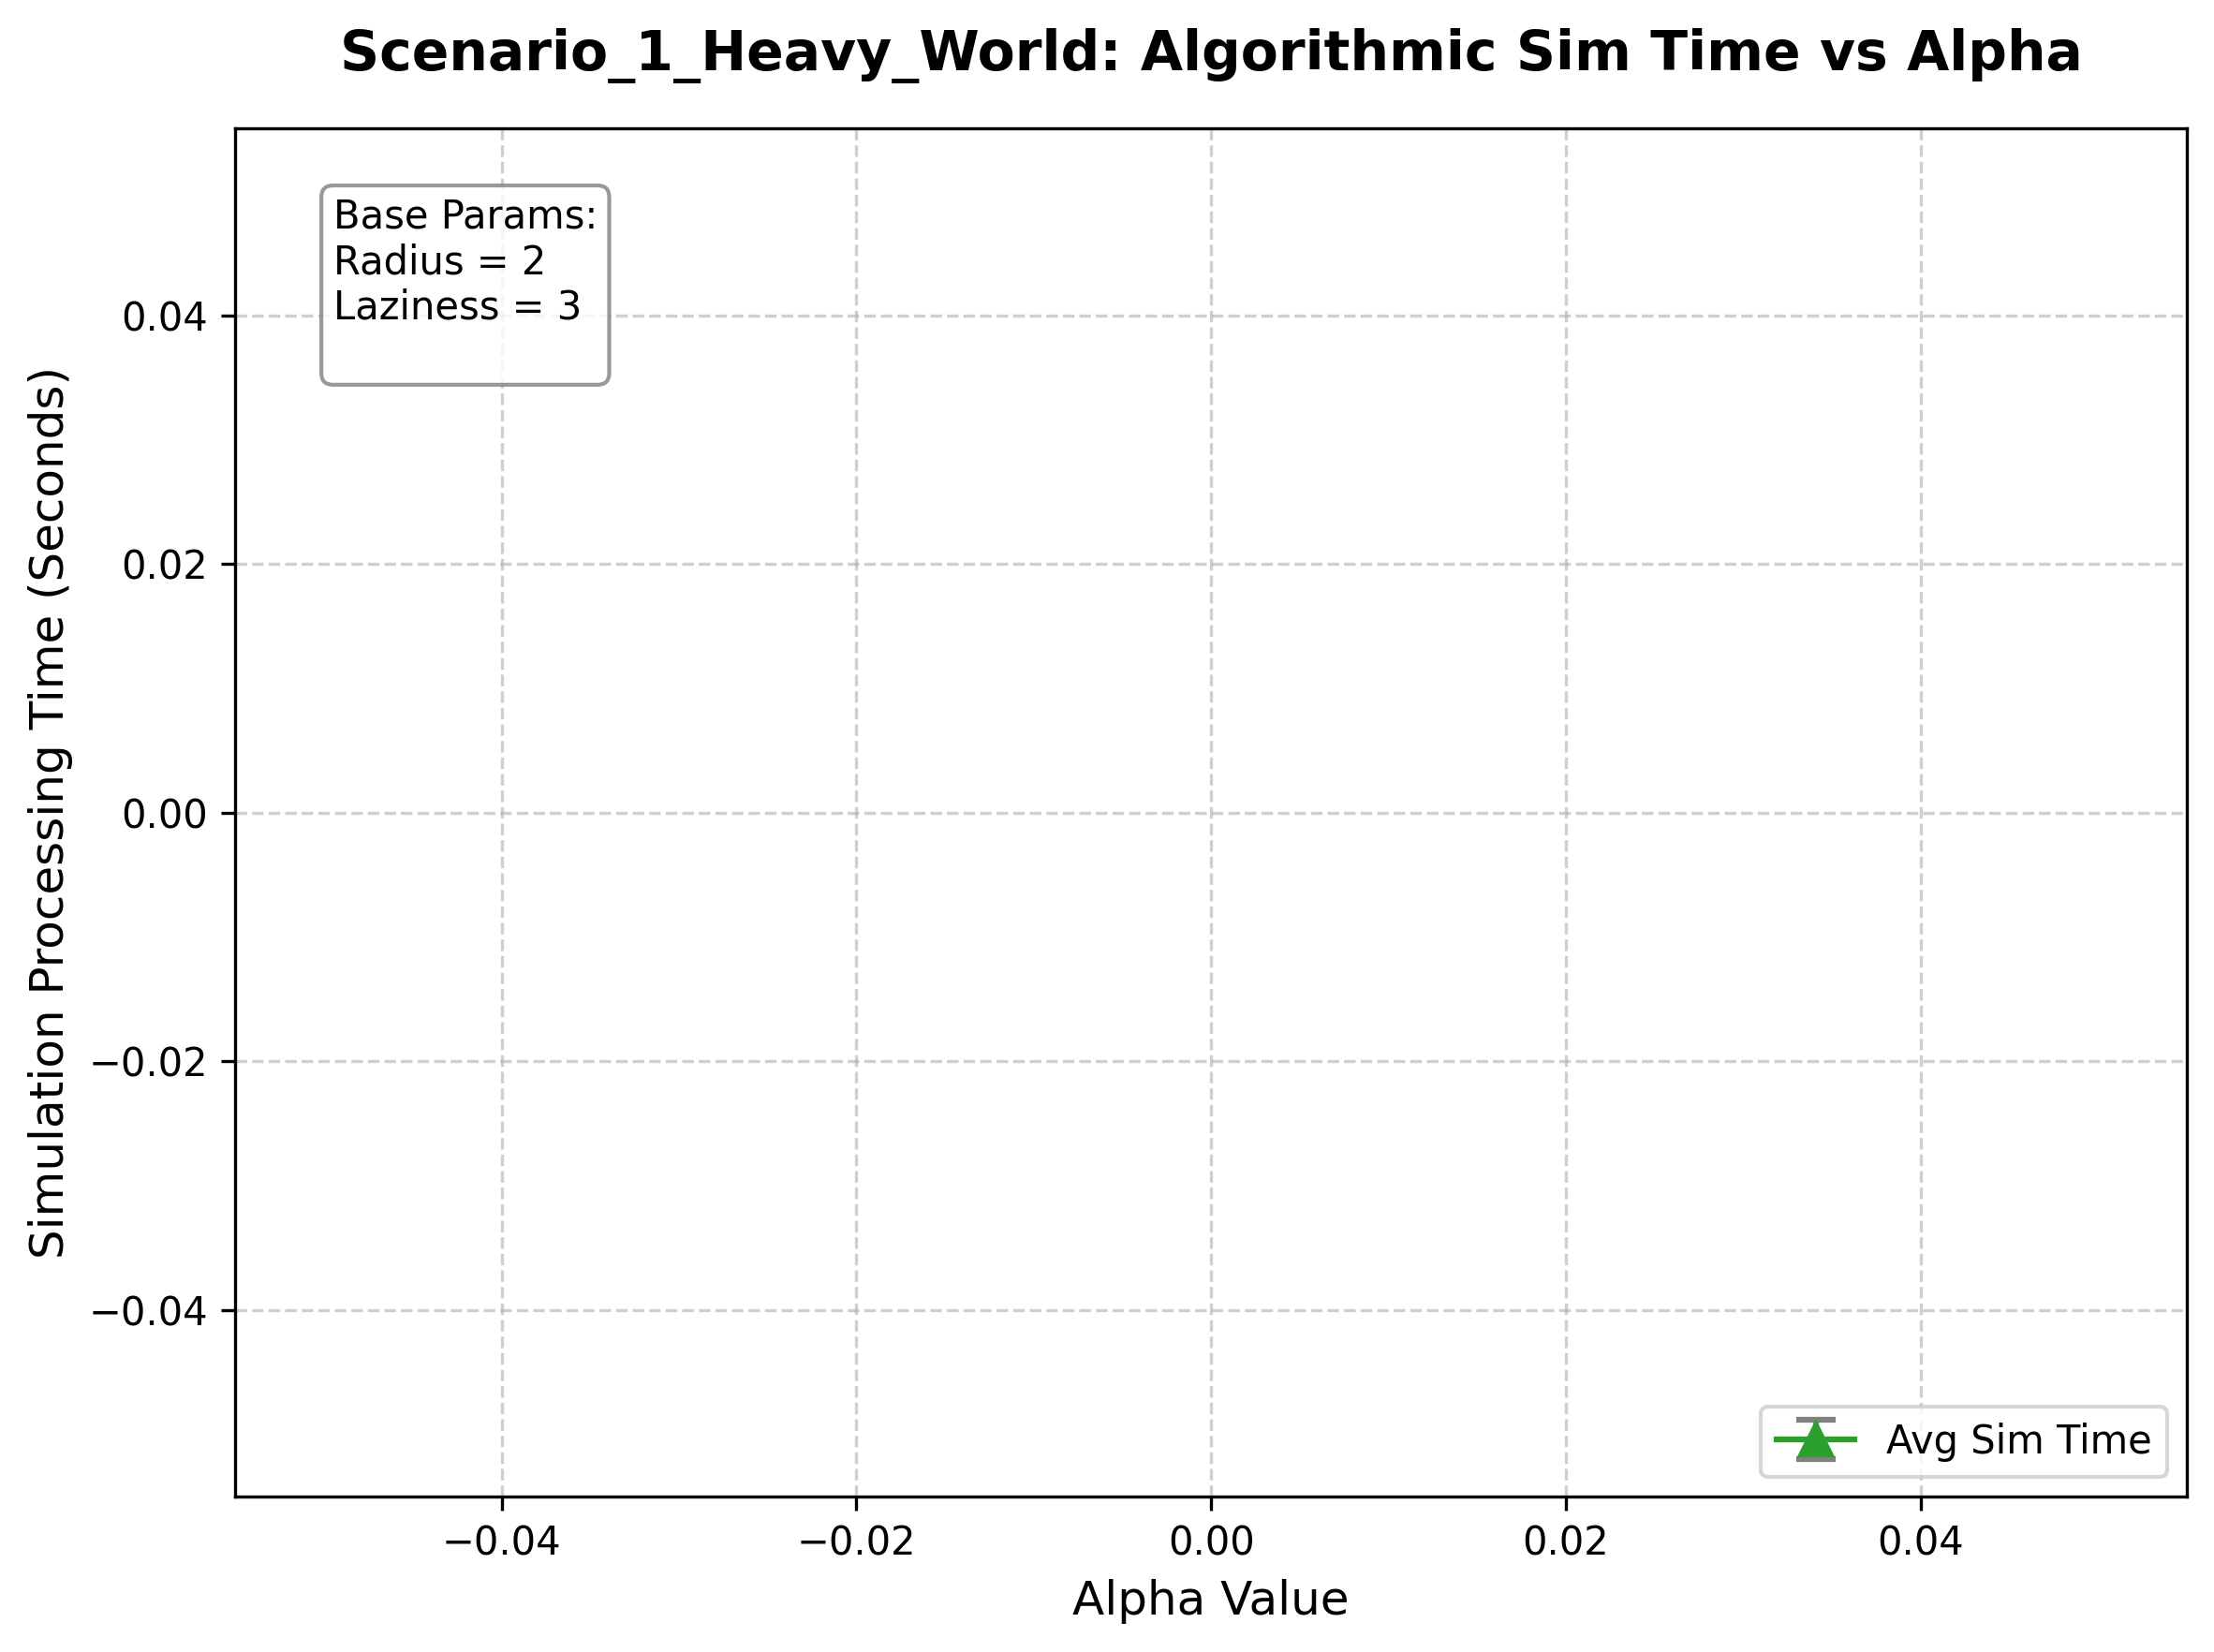 Scenario_1_Heavy_World: Algorithmic Sim Time vs Alpha
Base Params:
Radius = 2
Laziness = 3
Simulation Processing Time (Seconds)
0.04
0.02
0.00
−0.02
−0.04
Avg Sim Time
−0.04
−0.02
0.00
0.02
0.04
Alpha Value